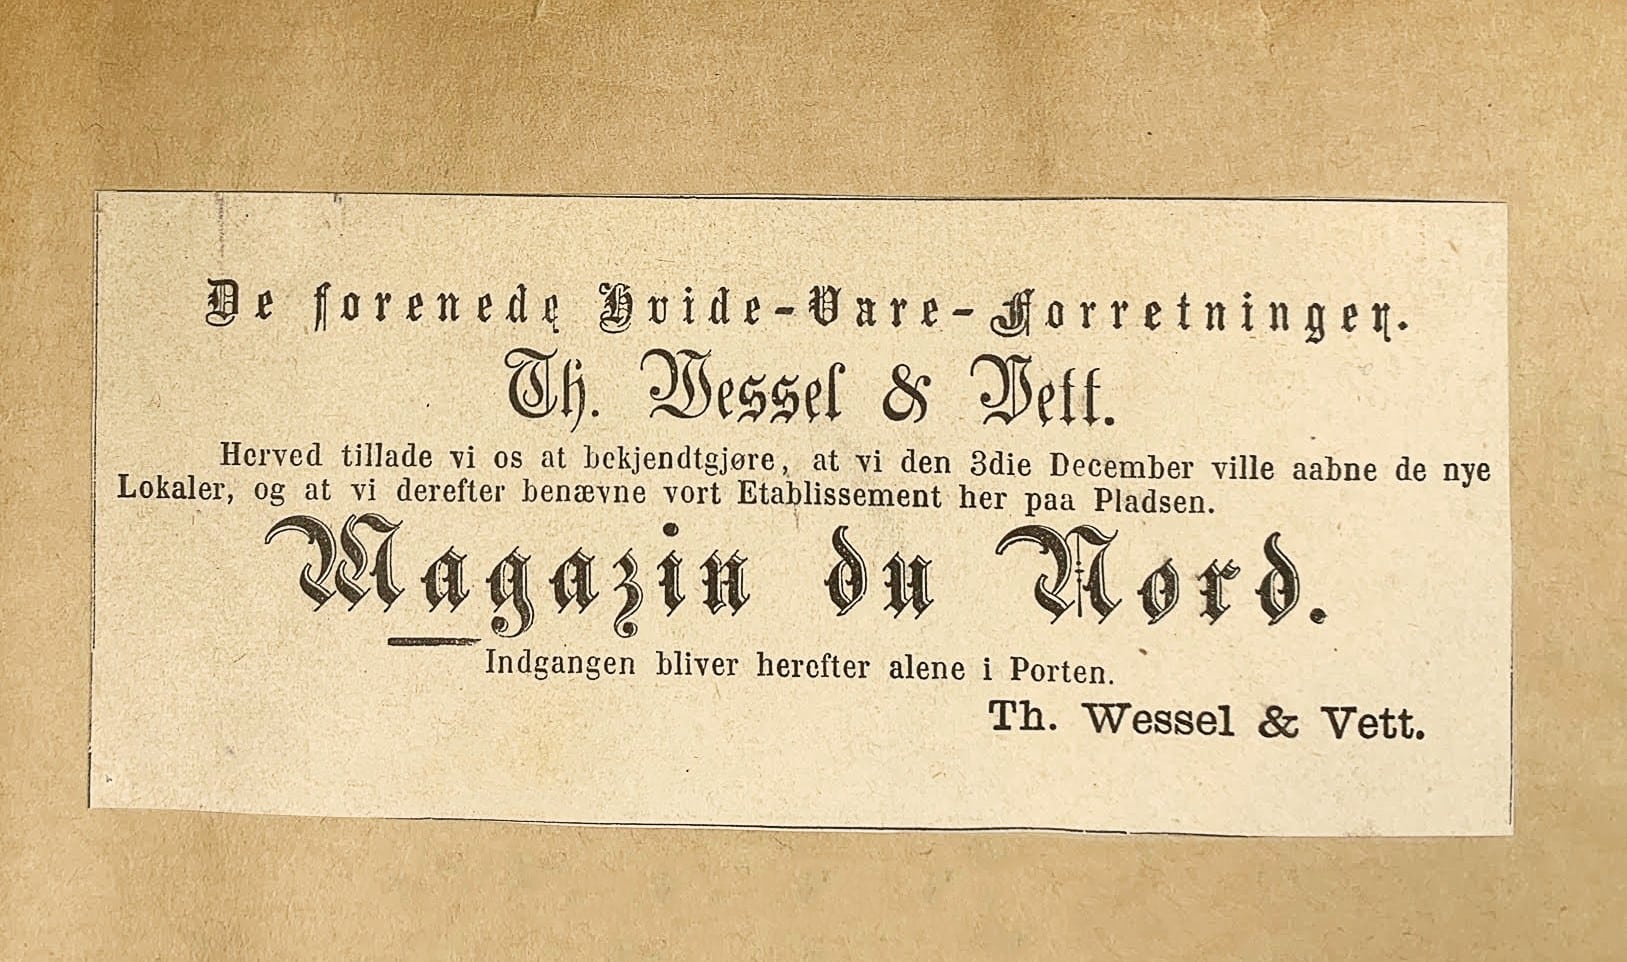 De forenede Hvide-Vare-Forretninger.
Th. Wessel & Vett.
Herved tillade vi os at bekjendtgjøre, at vi den 3die December ville aabne de nye
Lokaler, og at vi derefter benævne vort Etablissement her paa Pladsen.
Magazin du Nord.
Indgangen bliver herefter alene i Porten.
Th. Wessel & Vett.